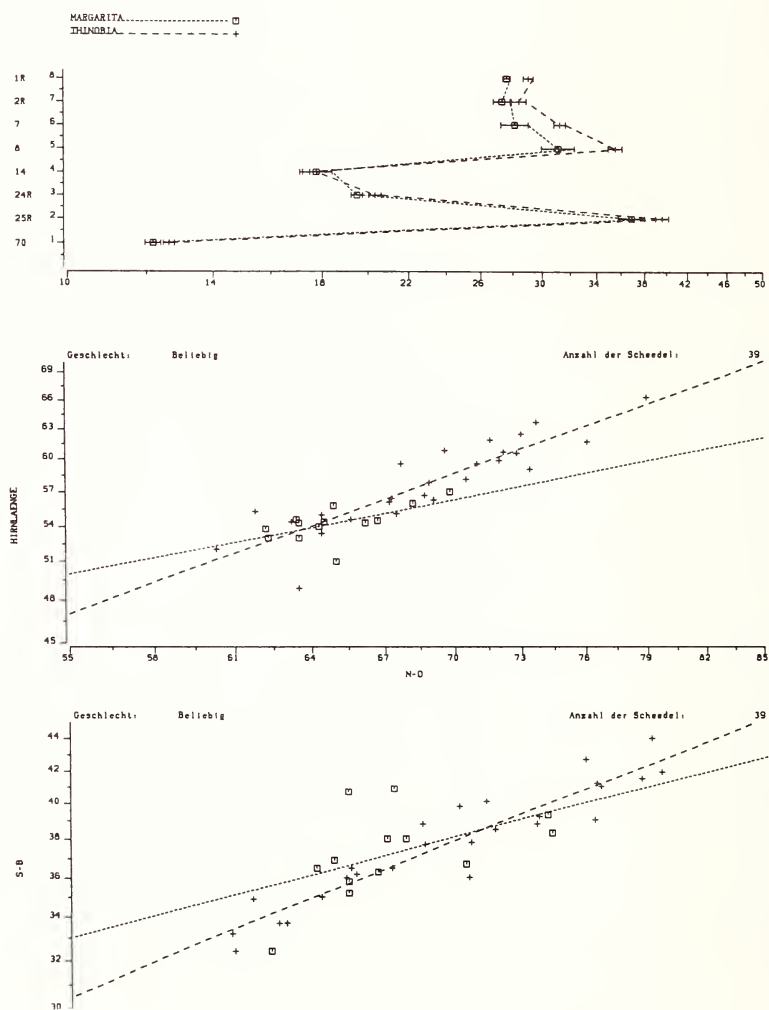 MARGARITA
THINOBIA
1R 8
2R 7
7 6
8 5
14 4
24R 3
25R 2
70 1
10 14 18 22 26 30 34 38 42 46 50
Geschlecht: Beliebig Anzahl der Schaedel: 39
69
66
63
60
57
54
51
48
45
HIRNLAENGE
55 58 61 64 67 70 73 76 79 82 85
N-O
Geschlecht: Beliebig Anzahl der Schaedel: 39
44
42
40
38
36
34
32
30
S-B